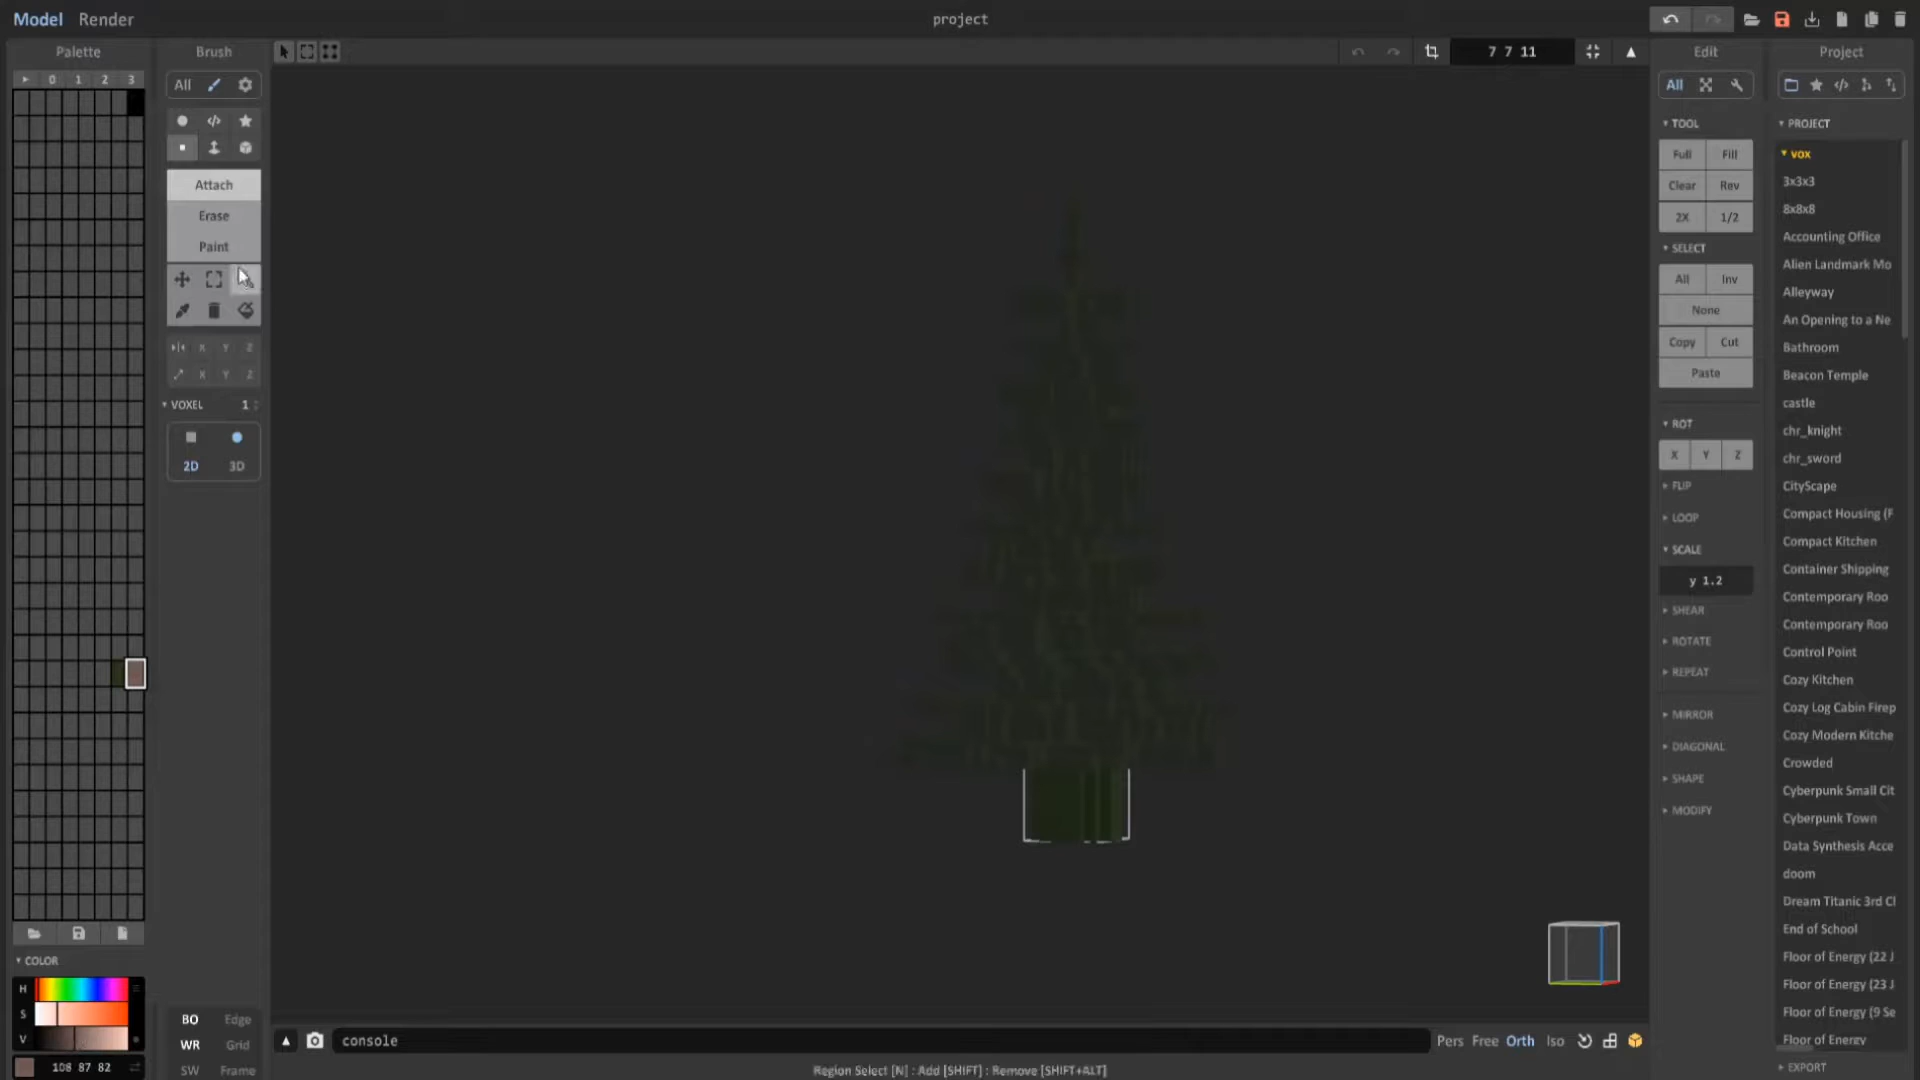 Model Render
project
Palette
Brush
7 7 11
Edit
Project
0 1 2 3
All
Attach
Erase
Paint
X Y Z
X Y Z
VOXEL 1
2D 3D
COLOR
H
S
V
108 87 82
BO Edge
WR Grid
SW Frame
console
Pers Free Orth Iso
Region Select [N] : Add [SHIFT] : Remove [SHIFT+ALT]
All
TOOL
Full Fill
Clear Rev
2X 1/2
SELECT
All Inv
None
Copy Cut
Paste
ROT
X Y Z
FLIP
LOOP
SCALE
y 1.2
SHEAR
ROTATE
REPEAT
MIRROR
DIAGONAL
SHAPE
MODIFY
PROJECT
vox
3x3x3
8x8x8
Accounting Office
Alien Landmark Mo
Alleyway
An Opening to a Ne
Bathroom
Beacon Temple
castle
chr_knight
chr_sword
CityScape
Compact Housing (F
Compact Kitchen
Container Shipping
Contemporary Roo
Contemporary Roo
Control Point
Cozy Kitchen
Cozy Log Cabin Firep
Cozy Modern Kitche
Crowded
Cyberpunk Small Cit
Cyberpunk Town
Data Synthesis Acce
doom
Dream Titanic 3rd Cl
End of School
Floor of Energy (22 J
Floor of Energy (23 J
Floor of Energy (9 Se
Floor of Energy
EXPORT